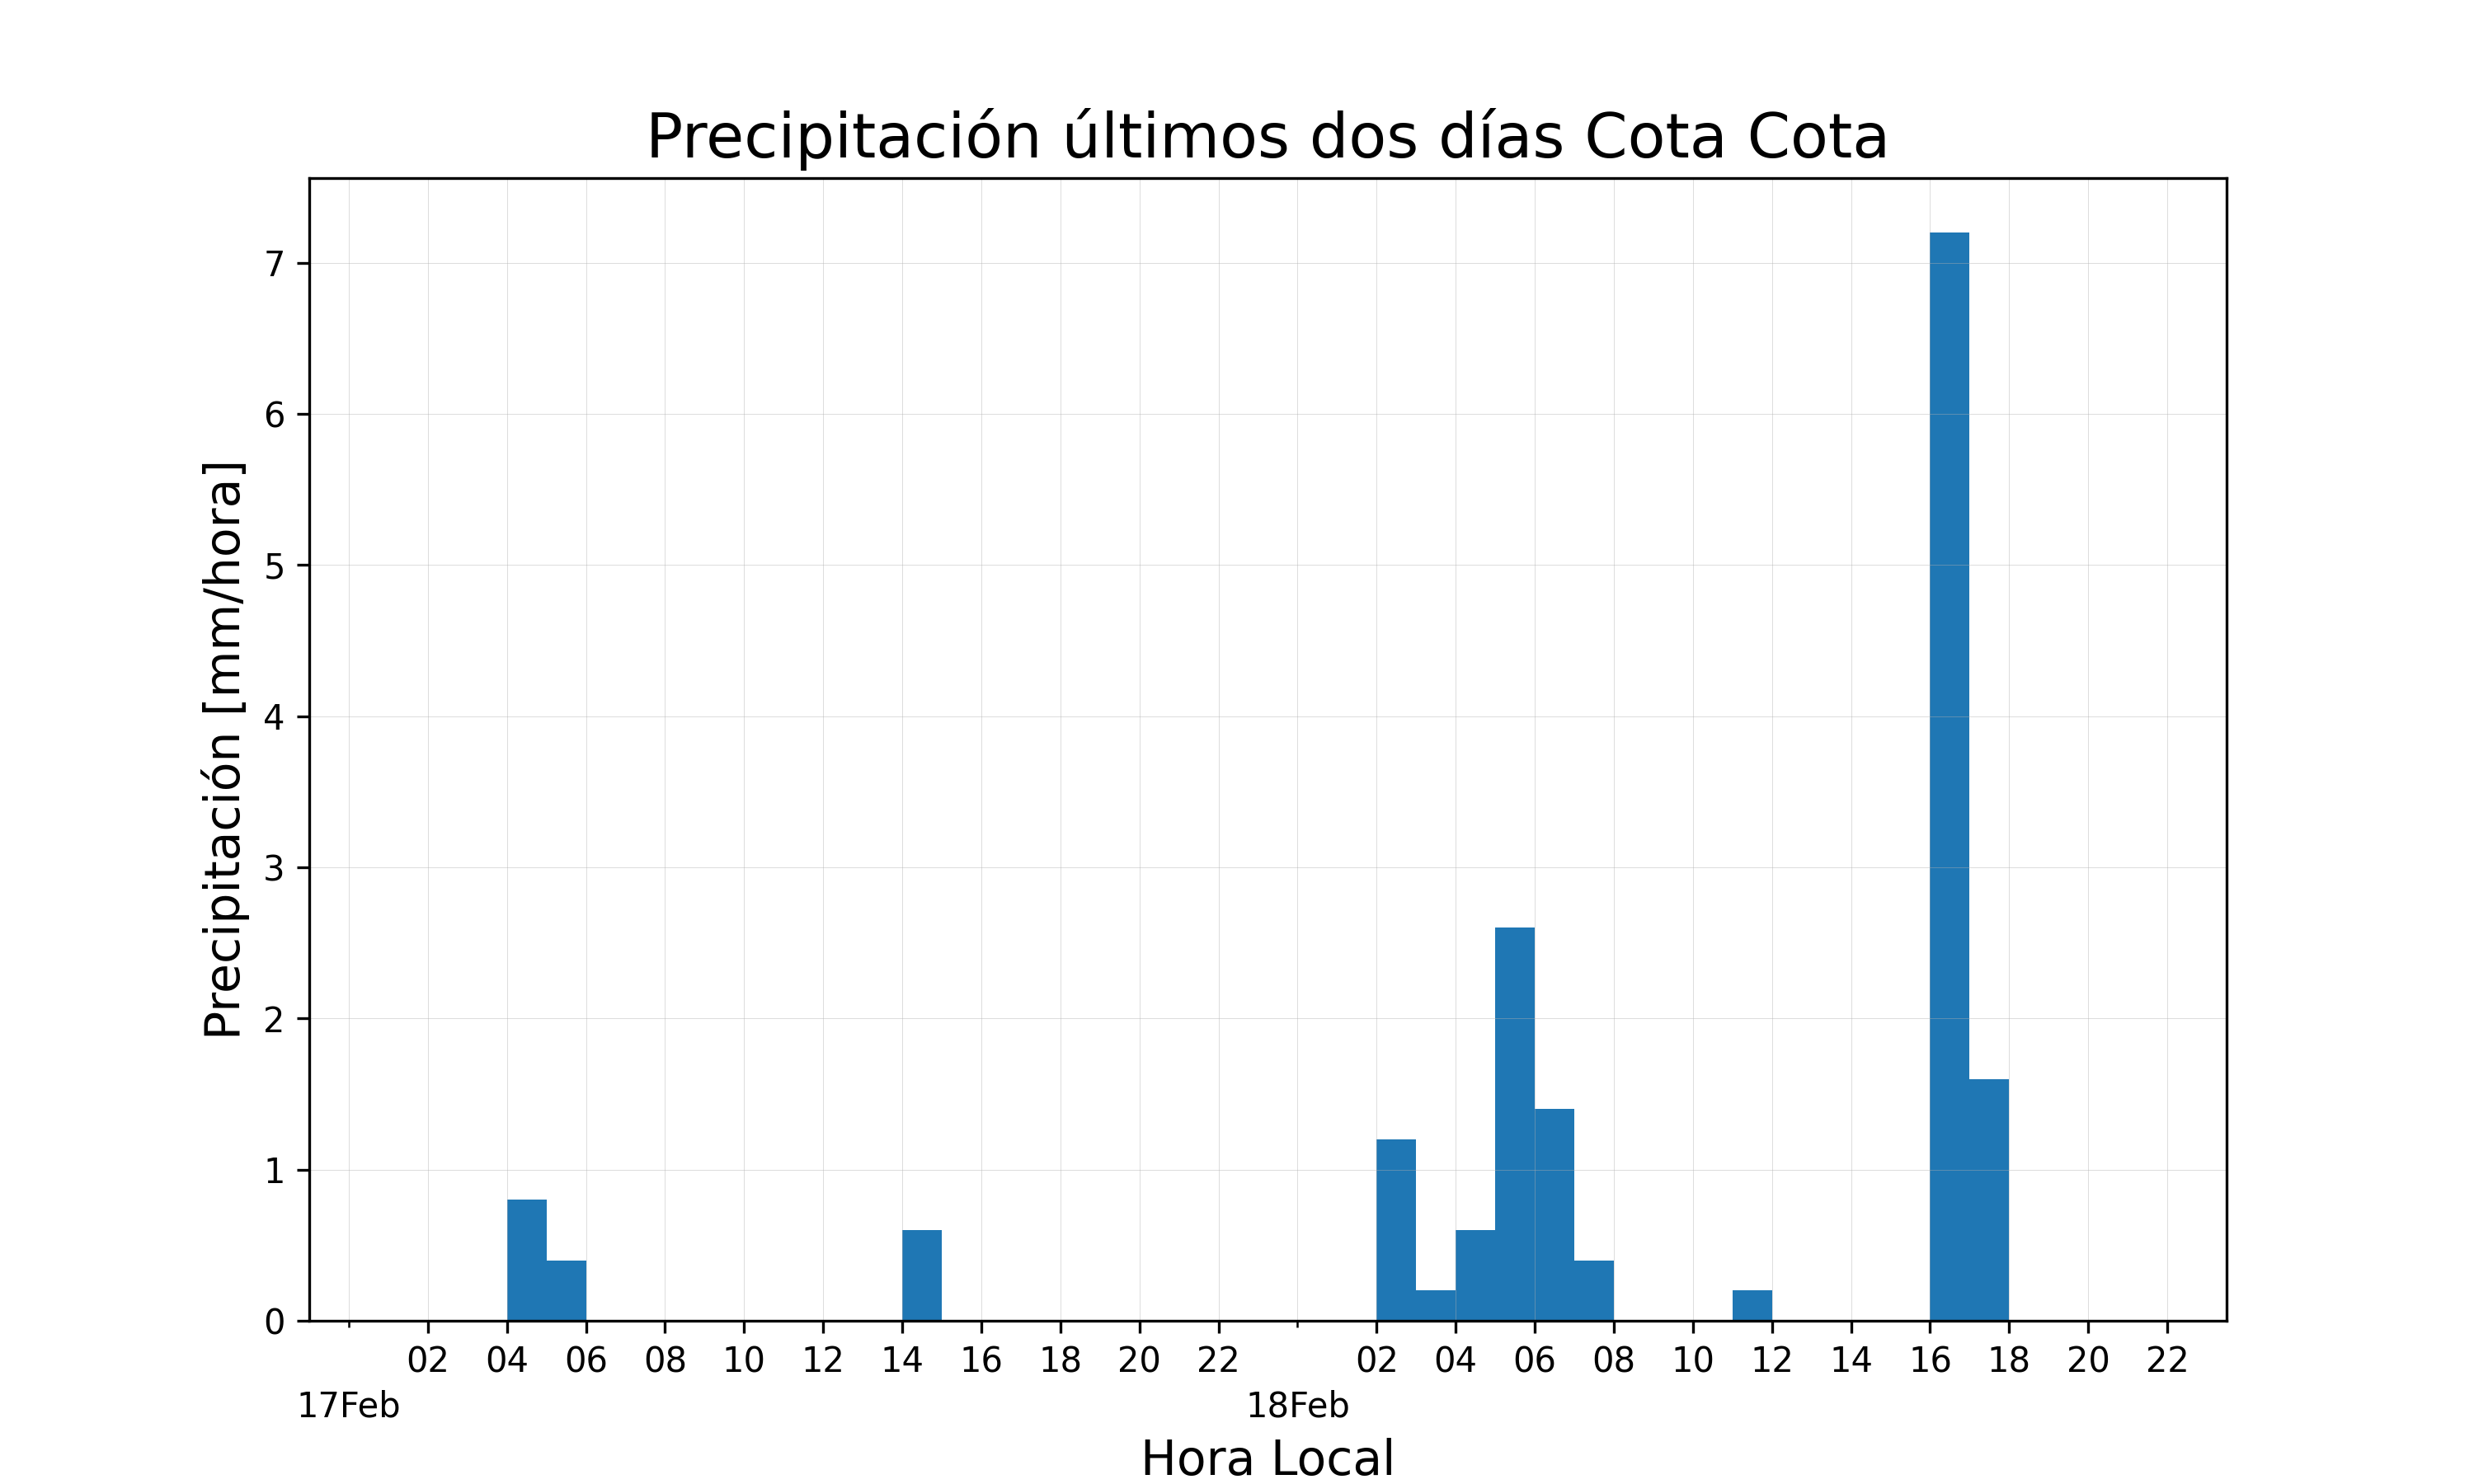 Precipitación últimos dos días Cota Cota
Precipitación [mm/hora]
7
6
5
4
3
2
1
0
02 04 06 08 10 12 14 16 18 20 22 02 04 06 08 10 12 14 16 18 20 22
17Feb 18Feb
Hora Local